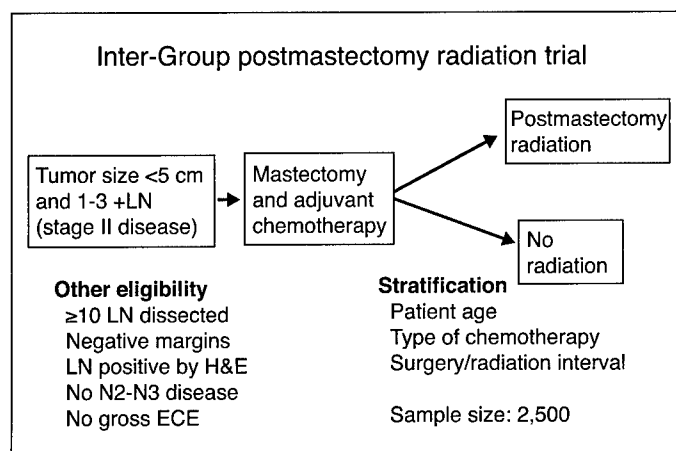 Inter-Group postmastectomy radiation trial
Tumor size <5 cm
and 1-3 +LN
(stage II disease)
Mastectomy
and adjuvant
chemotherapy
Postmastectomy
radiation
No
radiation
Other eligibility
≥10 LN dissected
Negative margins
LN positive by H&E
No N2-N3 disease
No gross ECE
Stratification
Patient age
Type of chemotherapy
Surgery/radiation interval
Sample size: 2,500